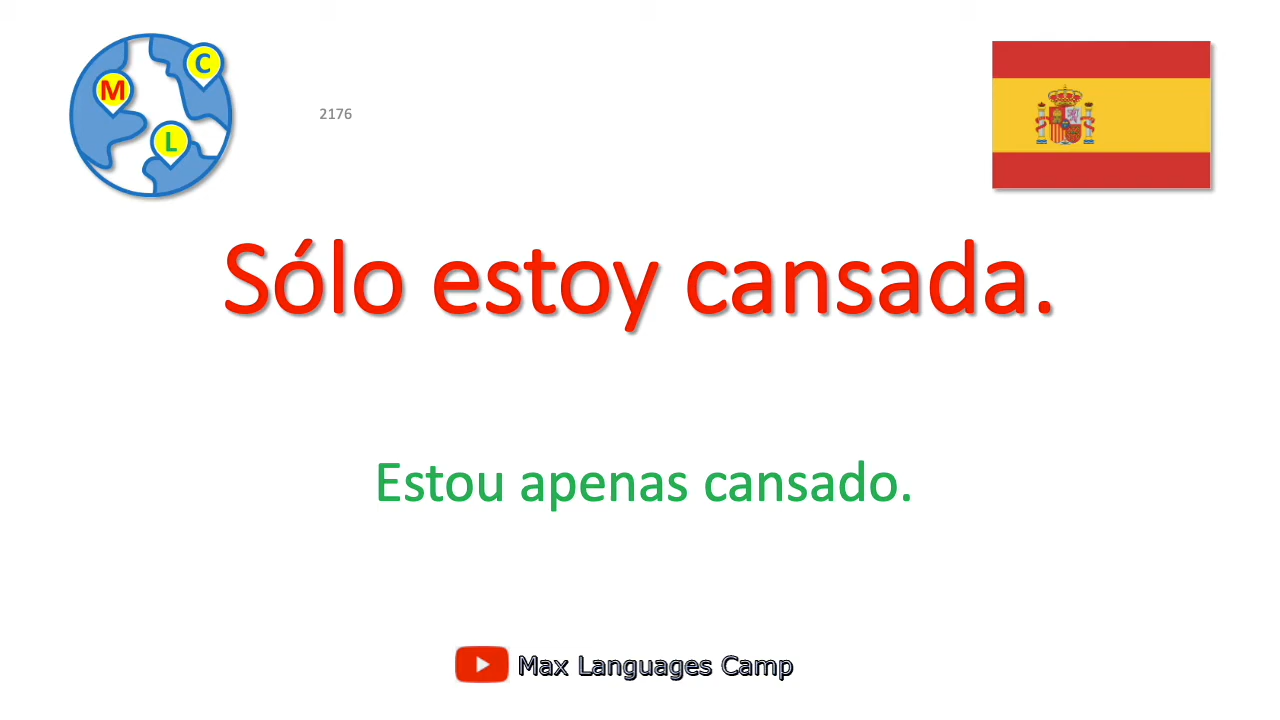 M
C
L
2176
Sólo estoy cansada.
Estou apenas cansado.
Max Languages Camp